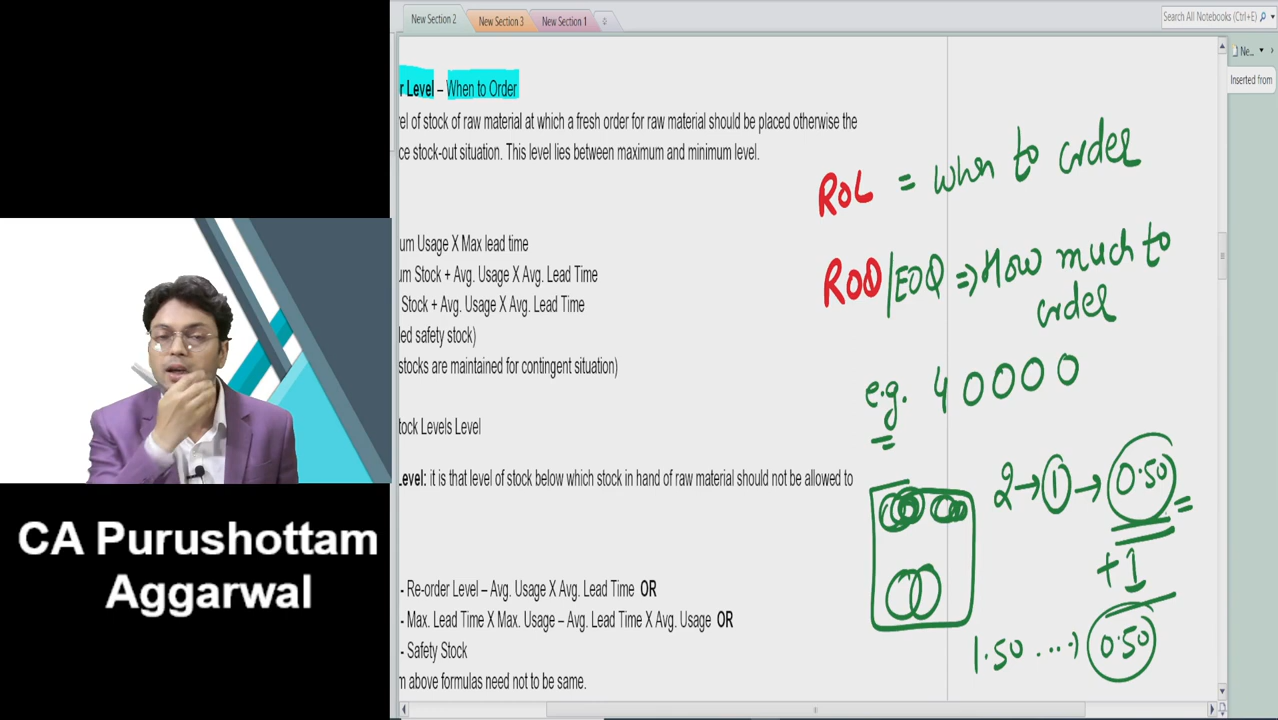 New Section 2
New Section 3
New Section 1
Search All Notebooks (Ctrl+E)
Ne...
Inserted from
r Level – When to Order
el of stock of raw material at which a fresh order for raw material should be placed otherwise the
ce stock-out situation. This level lies between maximum and minimum level.
um Usage X Max lead time
um Stock + Avg. Usage X Avg. Lead Time
Stock + Avg. Usage X Avg. Lead Time
led safety stock)
stocks are maintained for contingent situation)
tock Levels Level
Level: it is that level of stock below which stock in hand of raw material should not be allowed to
- Re-order Level – Avg. Usage X Avg. Lead Time OR
- Max. Lead Time X Max. Usage – Avg. Lead Time X Avg. Usage OR
- Safety Stock
m above formulas need not to be same.
ROL = when to order
ROQ/EOQ => How much to
order
e.g. 40000
2 → 1 → 0.50
+1
1.50 ...→ 0.50
CA Purushottam
Aggarwal